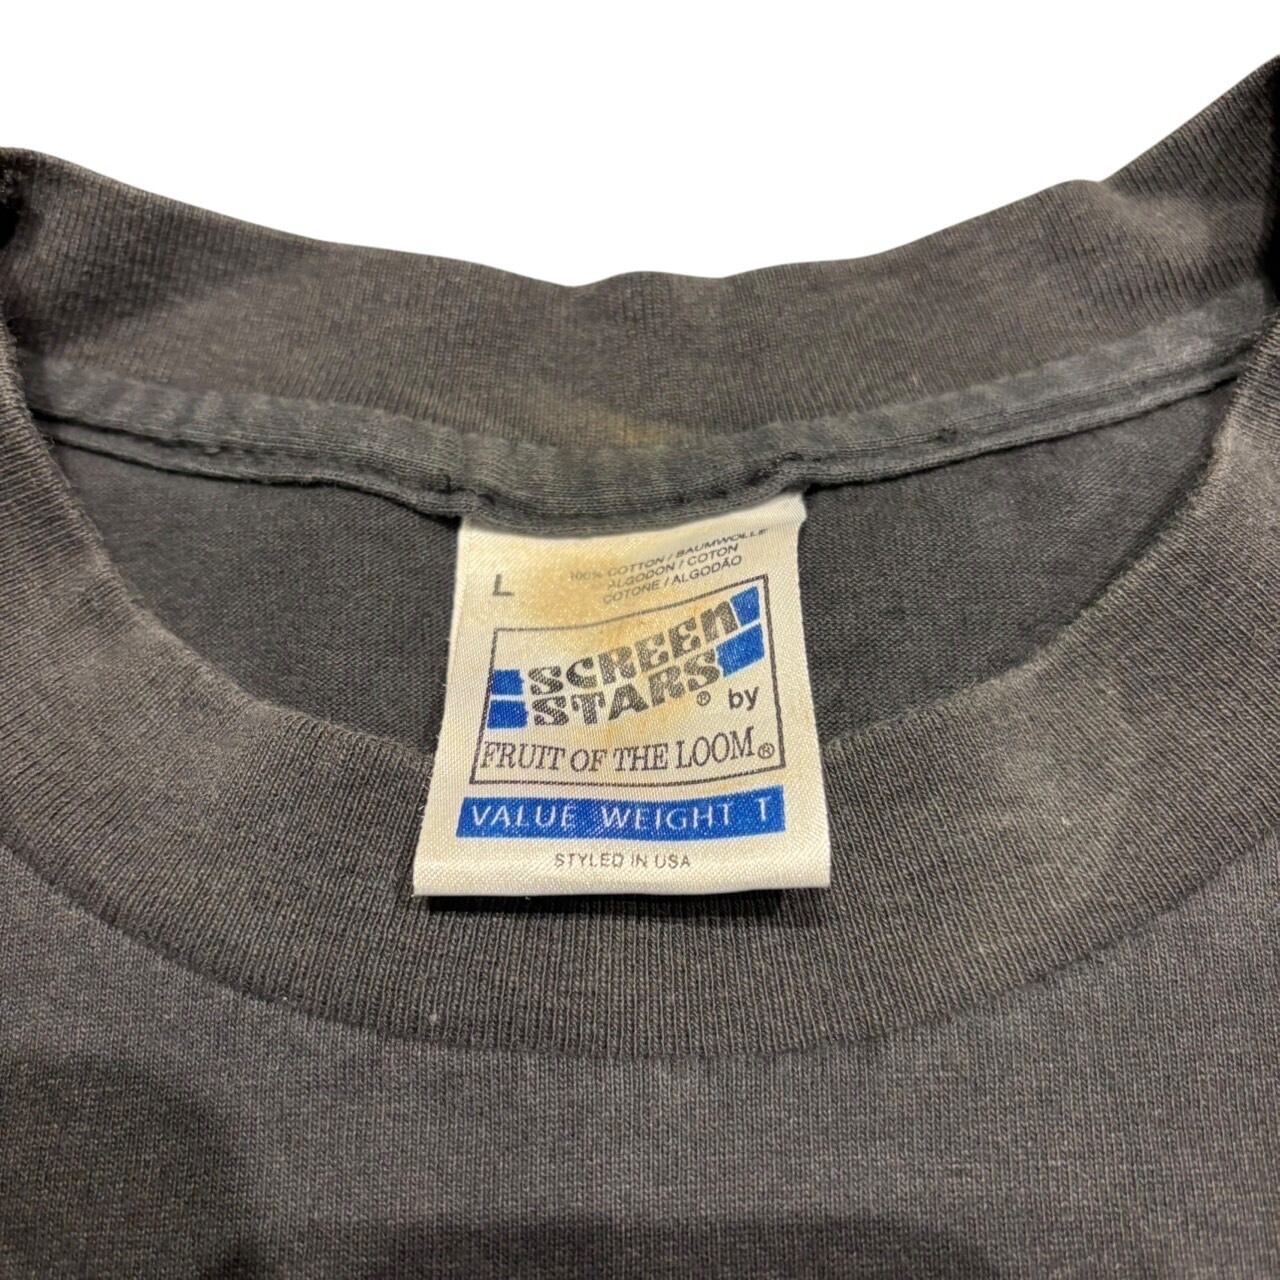 L
100% COTTON / BAUMWOLLE
ALGODON / COTON
COTONE / ALGODÃO
SCREEN
STARS® by
FRUIT OF THE LOOM®
VALUE WEIGHT T
STYLED IN USA